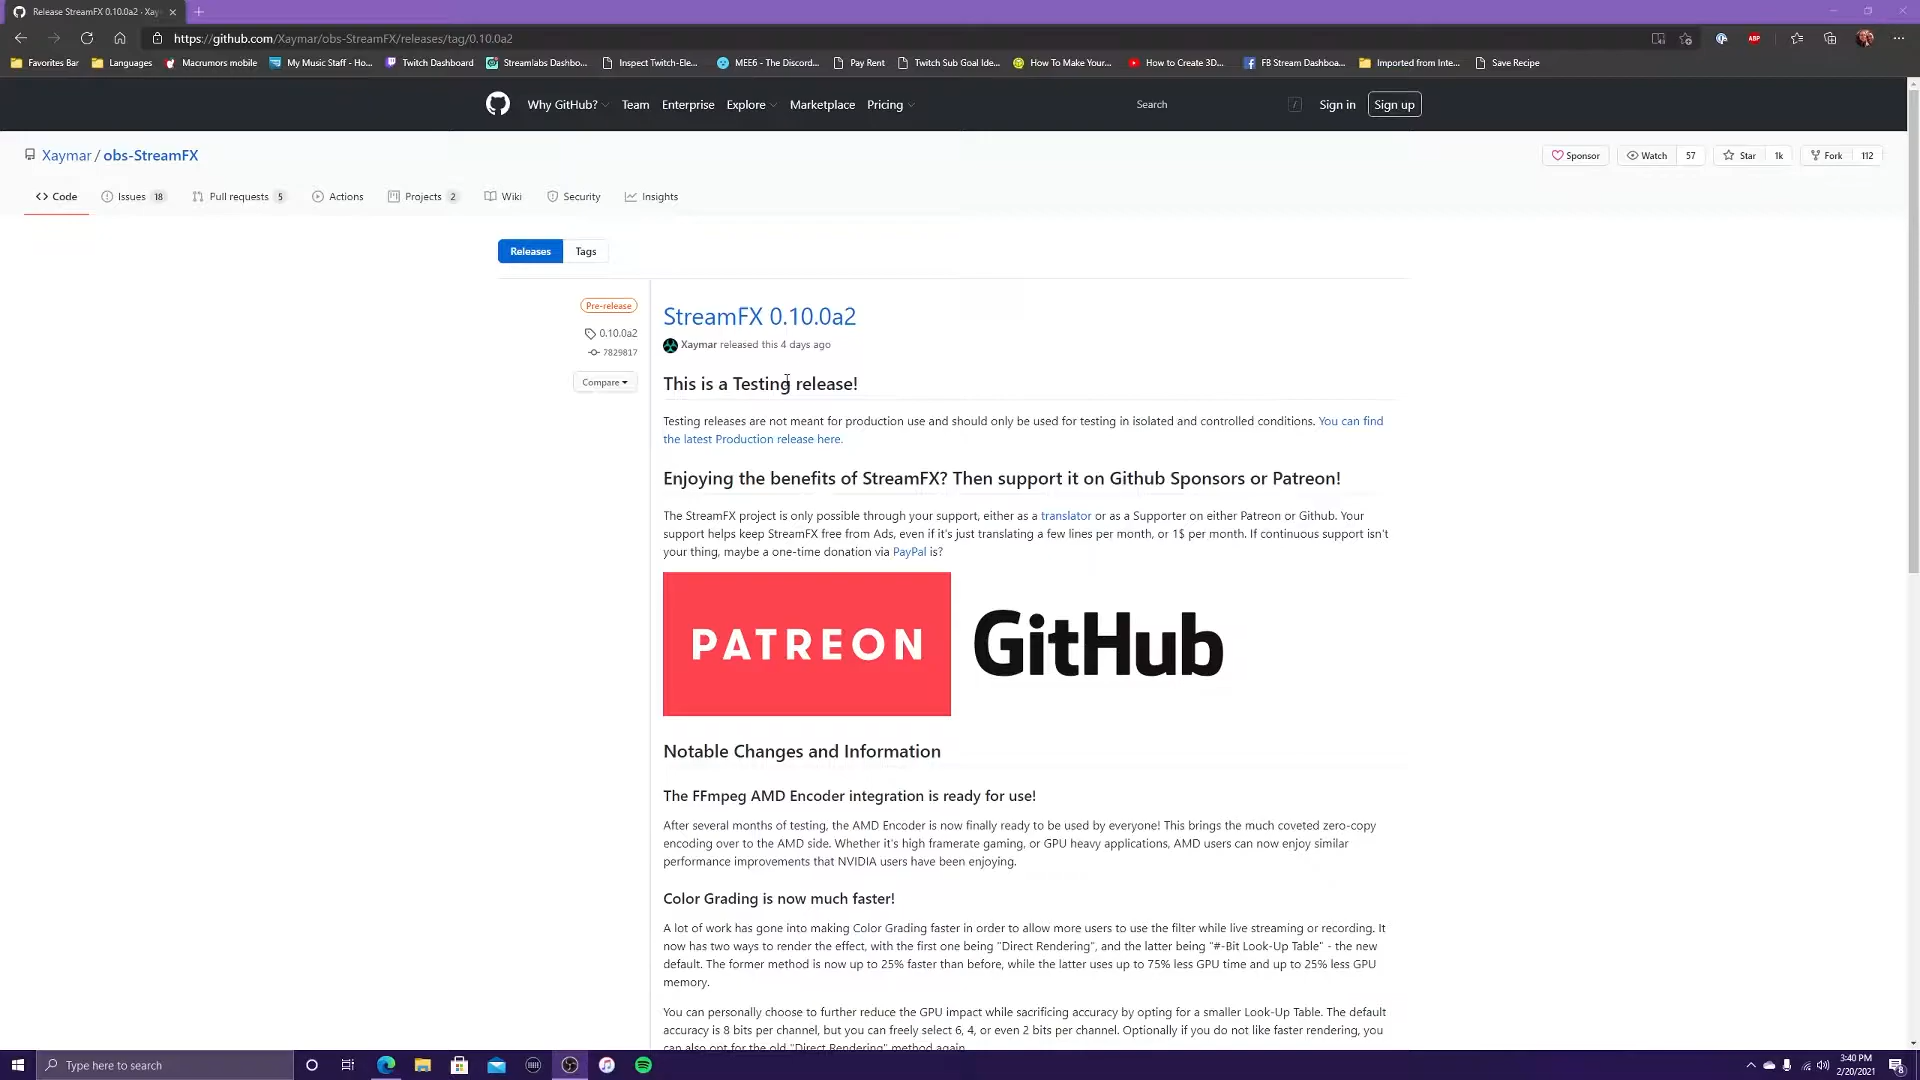 Release StreamFX 0.10.0a2 · Xay
https://github.com/Xaymar/obs-StreamFX/releases/tag/0.10.0a2
ABP
Favorites Bar
Languages
Macrumors mobile
My Music Staff - Ho...
Twitch Dashboard
Streamlabs Dashbo...
Inspect Twitch-Ele...
MEE6 - The Discord...
Pay Rent
Twitch Sub Goal Ide...
How To Make Your...
How to Create 3D...
FB Stream Dashboa...
Imported from Inte...
Save Recipe
Why GitHub?
Team
Enterprise
Explore
Marketplace
Pricing
Search
/
Sign in
Sign up
Xaymar / obs-StreamFX
Sponsor
Watch 57
Star 1k
Fork 112
Code
Issues 18
Pull requests 5
Actions
Projects 2
Wiki
Security
Insights
Releases
Tags
Pre-release
0.10.0a2
7829817
Compare
StreamFX 0.10.0a2
Xaymar released this 4 days ago
This is a Testing release!
Testing releases are not meant for production use and should only be used for testing in isolated and controlled conditions. You can find
the latest Production release here.
Enjoying the benefits of StreamFX? Then support it on Github Sponsors or Patreon!
The StreamFX project is only possible through your support, either as a translator or as a Supporter on either Patreon or Github. Your
support helps keep StreamFX free from Ads, even if it's just translating a few lines per month, or 1$ per month. If continuous support isn't
your thing, maybe a one-time donation via PayPal is?
PATREON
GitHub
Notable Changes and Information
The FFmpeg AMD Encoder integration is ready for use!
After several months of testing, the AMD Encoder is now finally ready to be used by everyone! This brings the much coveted zero-copy
encoding over to the AMD side. Whether it's high framerate gaming, or GPU heavy applications, AMD users can now enjoy similar
performance improvements that NVIDIA users have been enjoying.
Color Grading is now much faster!
A lot of work has gone into making Color Grading faster in order to allow more users to use the filter while live streaming or recording. It
now has two ways to render the effect, with the first one being "Direct Rendering", and the latter being "#-Bit Look-Up Table" - the new
default. The former method is now up to 25% faster than before, while the latter uses up to 75% less GPU time and up to 25% less GPU
memory.
You can personally choose to further reduce the GPU impact while sacrificing accuracy by opting for a smaller Look-Up Table. The default
accuracy is 8 bits per channel, but you can freely select 6, 4, or even 2 bits per channel. Optionally if you do not like faster rendering, you
can also opt for the old "Direct Rendering" method again.
Type here to search
3:40 PM
2/20/2021